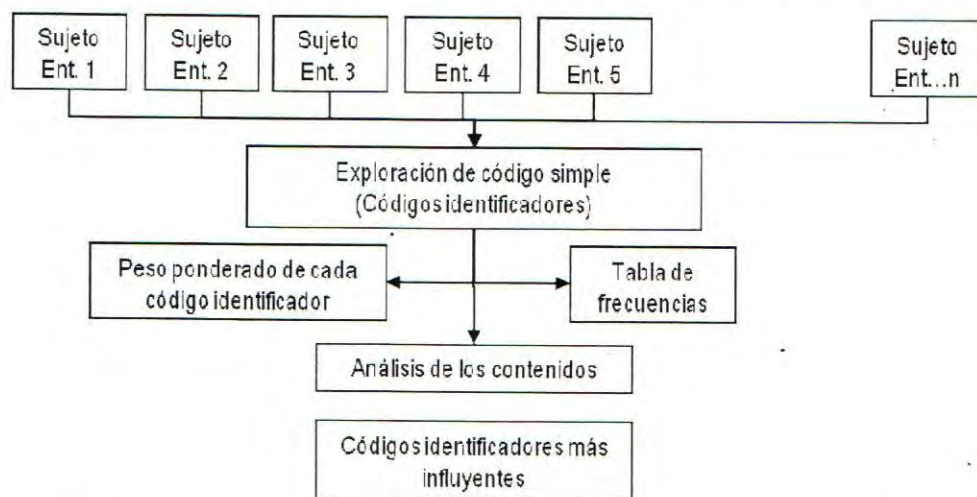 Sujeto
Ent. 1
Sujeto
Ent. 2
Sujeto
Ent. 3
Sujeto
Ent. 4
Sujeto
Ent. 5
Sujeto
Ent...n
Exploración de código simple
(Códigos identificadores)
Peso ponderado de cada
código identificador
Tabla de
frecuencias
Análisis de los contenidos
Códigos identificadores más
influyentes